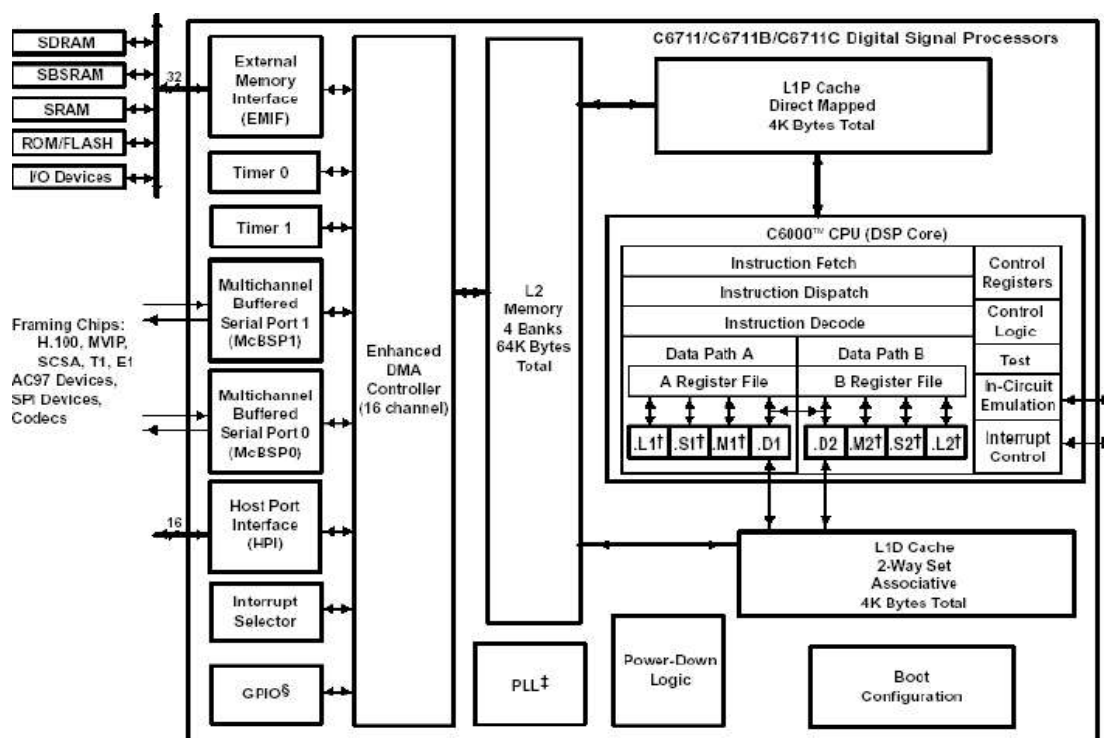 C6711/C6711B/C6711C Digital Signal Processors
SDRAM
SBSRAM
SRAM
ROM/FLASH
I/O Devices
32
External
Memory
Interface
(EMIF)
Timer 0
Timer 1
Framing Chips:
H.100, MVIP,
SCSA, T1, E1
AC97 Devices,
SPI Devices,
Codecs
Multichannel
Buffered
Serial Port 1
(McBSP1)
Multichannel
Buffered
Serial Port 0
(McBSP0)
16
Host Port
Interface
(HPI)
Interrupt
Selector
GPIO§
Enhanced
DMA
Controller
(16 channel)
L2
Memory
4 Banks
64K Bytes
Total
PLL‡
L1P Cache
Direct Mapped
4K Bytes Total
C6000™ CPU (DSP Core)
Instruction Fetch
Instruction Dispatch
Instruction Decode
Data Path A
A Register File
.L1† .S1† .M1† .D1
Data Path B
B Register File
.D2 .M2† .S2† .L2†
Control
Registers
Control
Logic
Test
In-Circuit
Emulation
Interrupt
Control
L1D Cache
2-Way Set
Associative
4K Bytes Total
Power-Down
Logic
Boot
Configuration